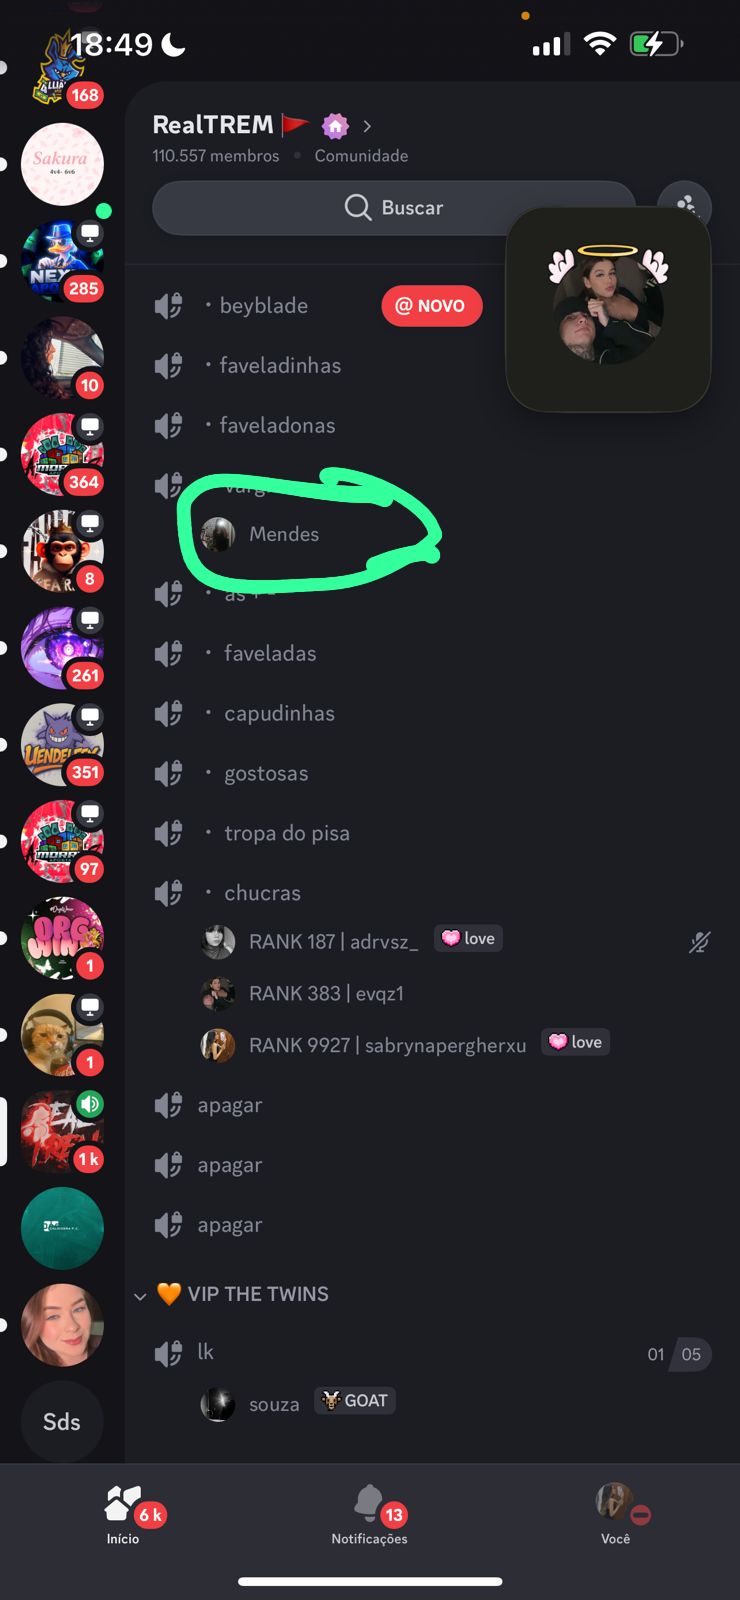 18:49
168
RealTREM
110.557 membros • Comunidade
Buscar
Sakura
4v4- 6v6
285
• beyblade
@ NOVO
• faveladinhas
10
• faveladonas
364
Mendes
8
• faveladas
261
• capudinhas
351
• gostosas
• tropa do pisa
97
• chucras
RANK 187 | adrvsz_ love
1
RANK 383 | evqz1
RANK 9927 | sabrynapergherxu love
1
apagar
1 k
apagar
apagar
VIP THE TWINS
lk
01 05
souza GOAT
Sds
6 k
13
Início
Notificações
Você